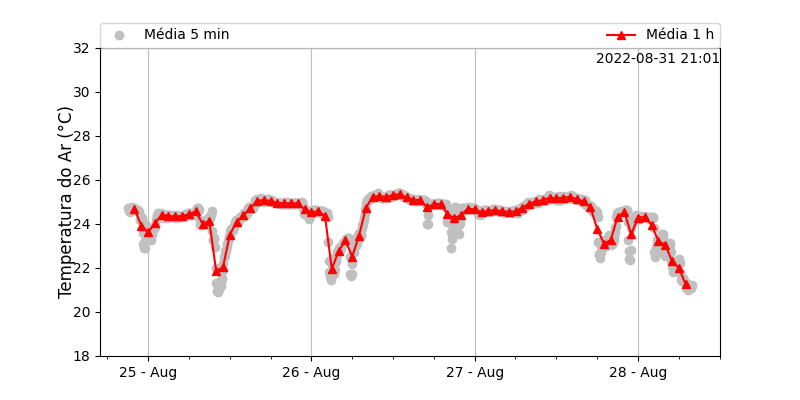 Média 5 min
Média 1 h
2022-08-31 21:01
Temperatura do Ar (°C)
32
30
28
26
24
22
20
18
25 - Aug
26 - Aug
27 - Aug
28 - Aug